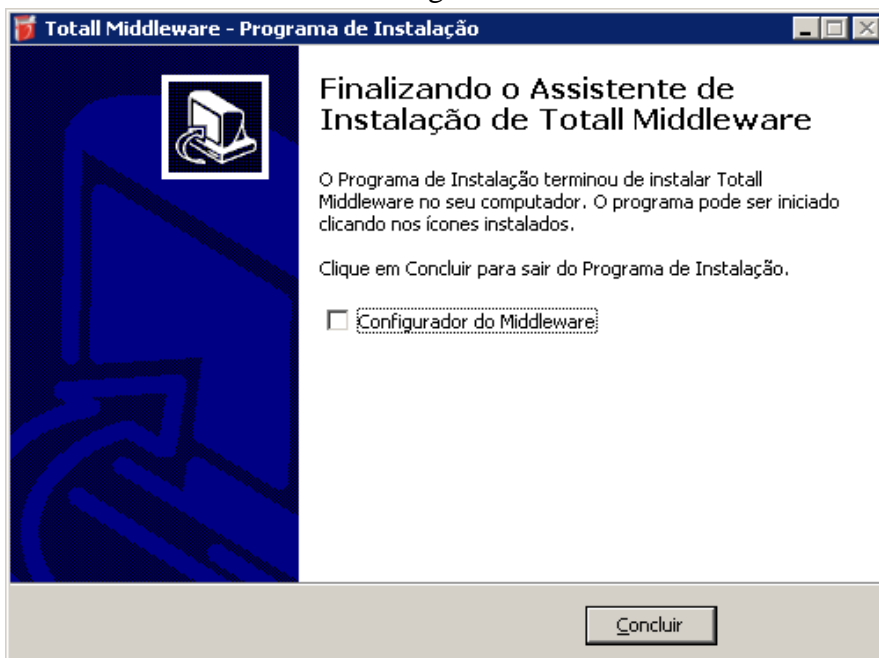 Totall Middleware - Programa de Instalação
Finalizando o Assistente de
Instalação de Totall Middleware
O Programa de Instalação terminou de instalar Totall
Middleware no seu computador. O programa pode ser iniciado
clicando nos ícones instalados.
Clique em Concluir para sair do Programa de Instalação.
Configurador do Middleware
Concluir